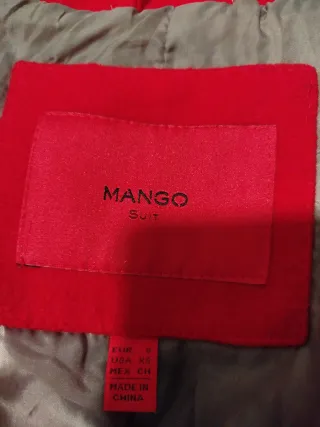 MANGO
Suit
EUR S
USA XS
MEX CH
MADE IN
CHINA